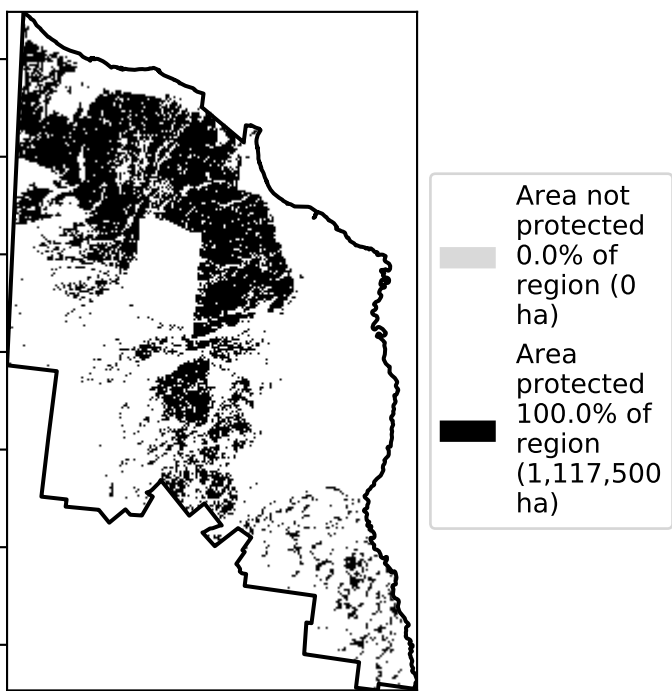 Area not
protected
0.0% of
region (0
ha)
Area
protected
100.0% of
region
(1,117,500
ha)